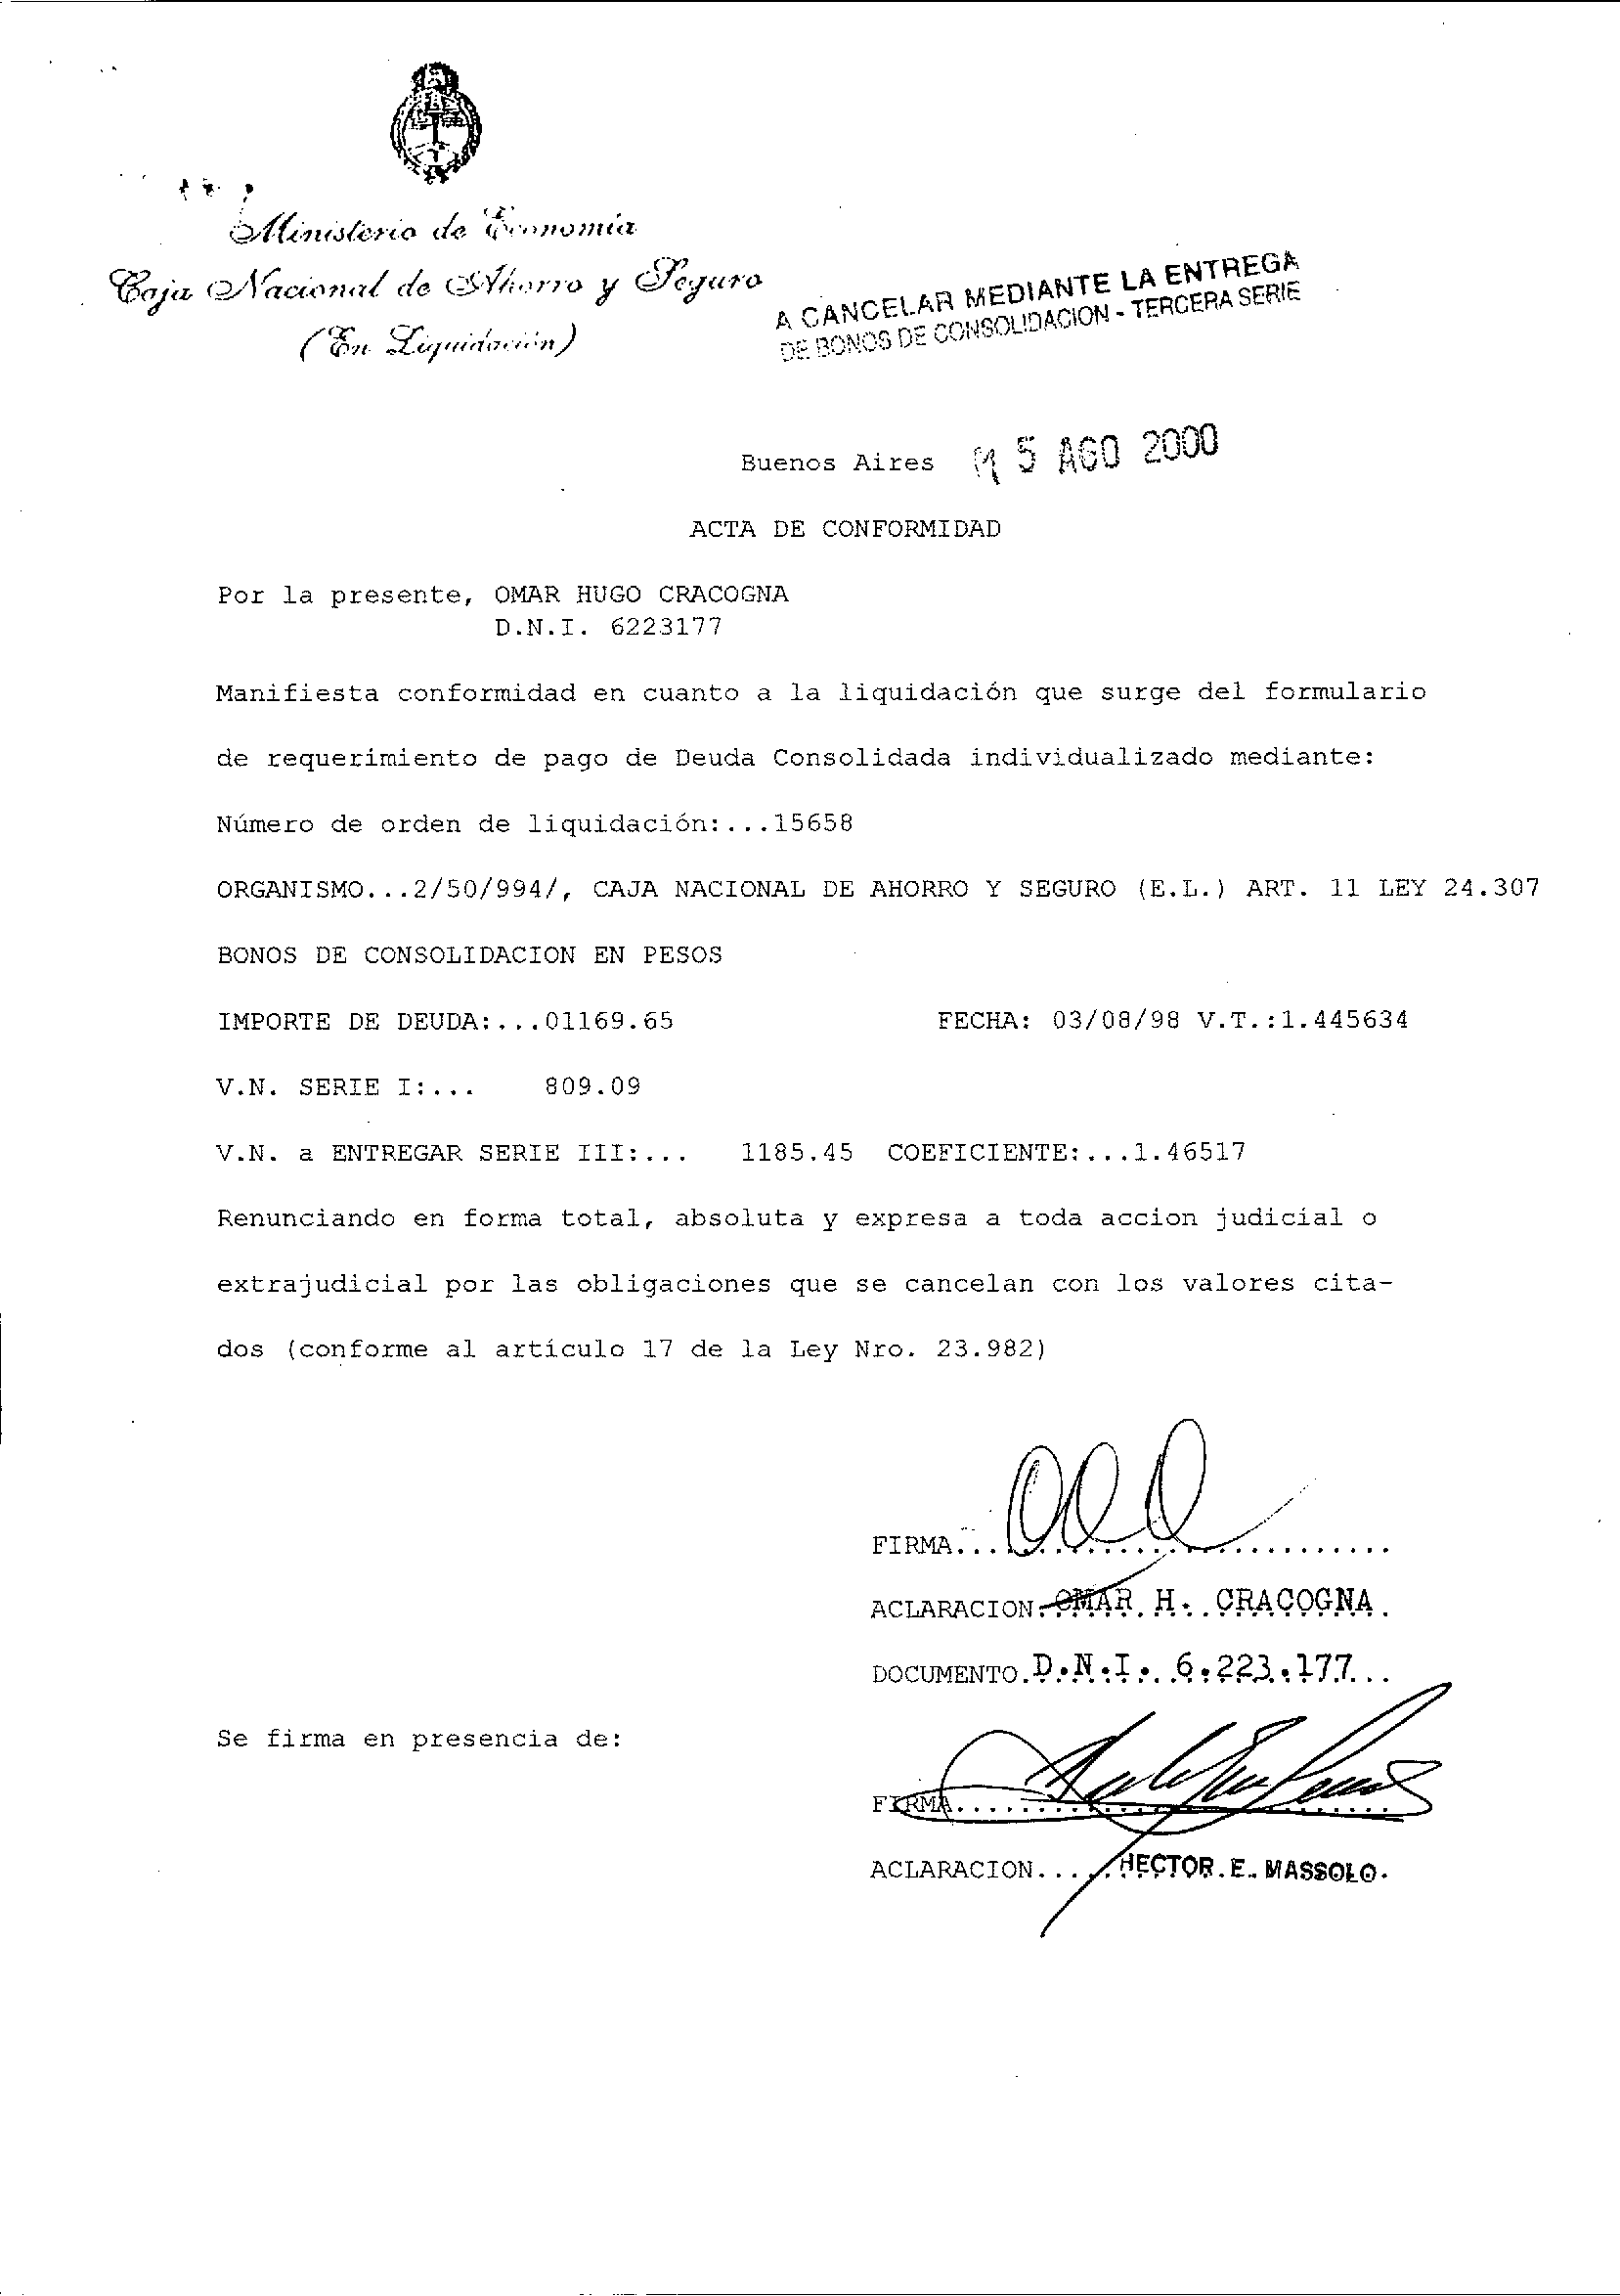 Ministerio de Economía
Caja Nacional de Ahorro y Seguro
(En Liquidación)
A CANCELAR MEDIANTE LA ENTREGA
DE BONOS DE CONSOLIDACION - TERCERA SERIE
Buenos Aires 15 AGO 2000
ACTA DE CONFORMIDAD
Por la presente, OMAR HUGO CRACOGNA
D.N.I. 6223177
Manifiesta conformidad en cuanto a la liquidación que surge del formulario
de requerimiento de pago de Deuda Consolidada individualizado mediante:
Número de orden de liquidación:...15658
ORGANISMO...2/50/994/, CAJA NACIONAL DE AHORRO Y SEGURO (E.L.) ART. 11 LEY 24.307
BONOS DE CONSOLIDACION EN PESOS
IMPORTE DE DEUDA:...01169.65 FECHA: 03/08/98 V.T.:1.445634
V.N. SERIE I:... 809.09
V.N. a ENTREGAR SERIE III:... 1185.45 COEFICIENTE:...1.46517
Renunciando en forma total, absoluta y expresa a toda accion judicial o
extrajudicial por las obligaciones que se cancelan con los valores cita-
dos (conforme al artículo 17 de la Ley Nro. 23.982)
FIRMA...
ACLARACION. OMAR H. CRACOGNA
DOCUMENTO. D.N.I. 6.223.177...
Se firma en presencia de:
FIRMA...
ACLARACION..... HECTOR E. MASSOLO.